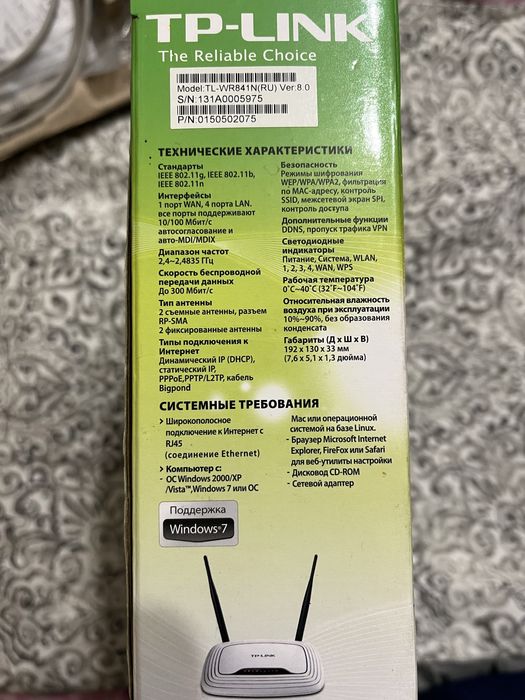 TP-LINK
The Reliable Choice
Model:TL-WR841N(RU) Ver:8.0
S/N:131A0005975
P/N:0150502075
ТЕХНИЧЕСКИЕ ХАРАКТЕРИСТИКИ
Стандарты
IEEE 802.11g, IEEE 802.11b,
IEEE 802.11n
Интерфейсы
1 порт WAN, 4 порта LAN.
все порты поддерживают
10/100 Мбит/с
автосогласование и
авто-MDI/MDIX
Диапазон частот
2,4~2,4835 ГГц
Скорость беспроводной
передачи данных
До 300 Мбит/с
Тип антенны
2 съемные антенны, разъем
RP-SMA
2 фиксированные антенны
Типы подключения к
Интернет
Динамический IP (DHCP),
статический IP,
PPPoE,PPTP/L2TP, кабель
Bigpond
Безопасность
Режимы шифрования
WEP/WPA/WPA2, фильтрация
по MAC-адресу, контроль
SSID, межсетевой экран SPI,
контроль доступа
Дополнительные функции
DDNS, пропуск трафика VPN
Светодиодные
индикаторы
Питание, Система, WLAN,
1, 2, 3, 4, WAN, WPS
Рабочая температура
0˚C~40˚C (32˚F~104˚F)
Относительная влажность
воздуха при эксплуатации
10%~90%, без образования
конденсата
Габариты (Д x Ш x В)
192 x 130 x 33 мм
(7,6 x 5,1 x 1,3 дюйма)
СИСТЕМНЫЕ ТРЕБОВАНИЯ
> Широкополосное
подключение к Интернет с
RJ45
(соединение Ethernet)
> Компьютер с:
- ОС Windows 2000/XP
/Vista™,Windows 7 или ОС
Mac или операционной
системой на базе Linux.
- Браузер Microsoft Internet
Explorer, FireFox или Safari
для веб-утилиты настройки
- Дисковод CD-ROM
- Сетевой адаптер
Поддержка
Windows®7
TP-LINK